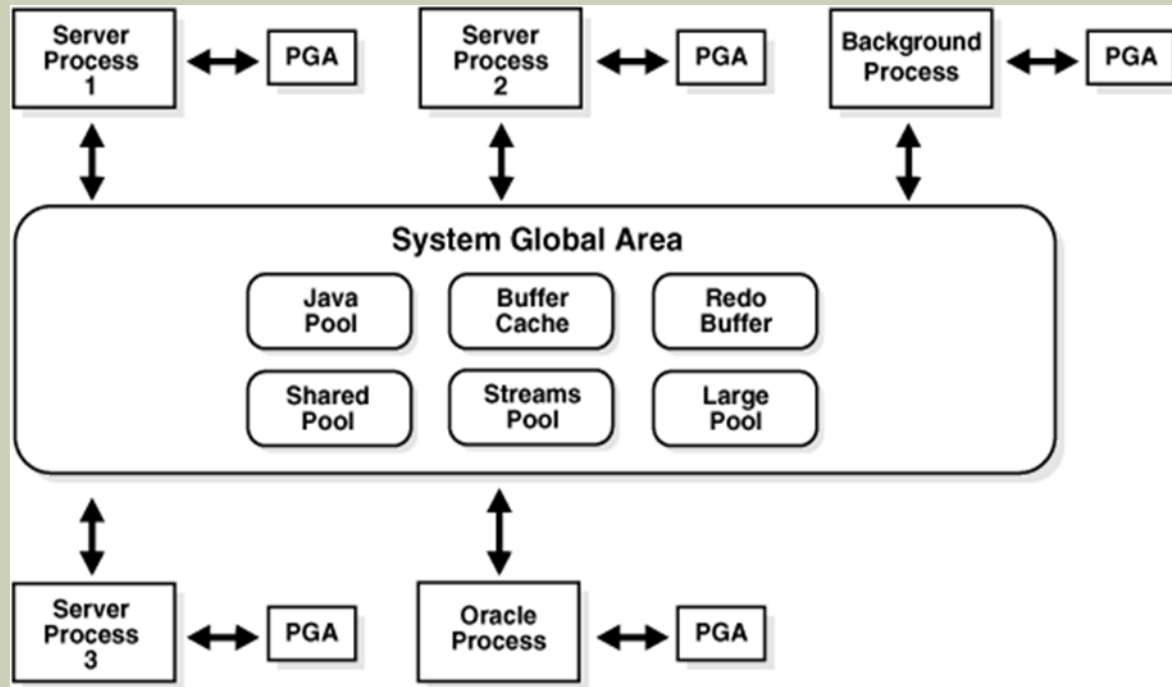 Server
Process
1
PGA
Server
Process
2
PGA
Background
Process
PGA
System Global Area
Java
Pool
Buffer
Cache
Redo
Buffer
Shared
Pool
Streams
Pool
Large
Pool
Server
Process
3
PGA
Oracle
Process
PGA